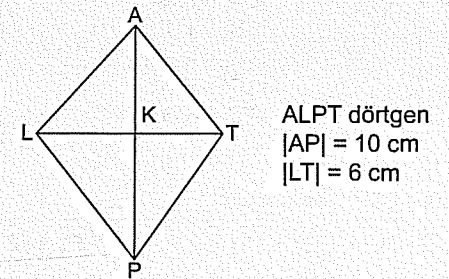 A
K
L
T
P
ALPT dörtgen
|AP| = 10 cm
|LT| = 6 cm